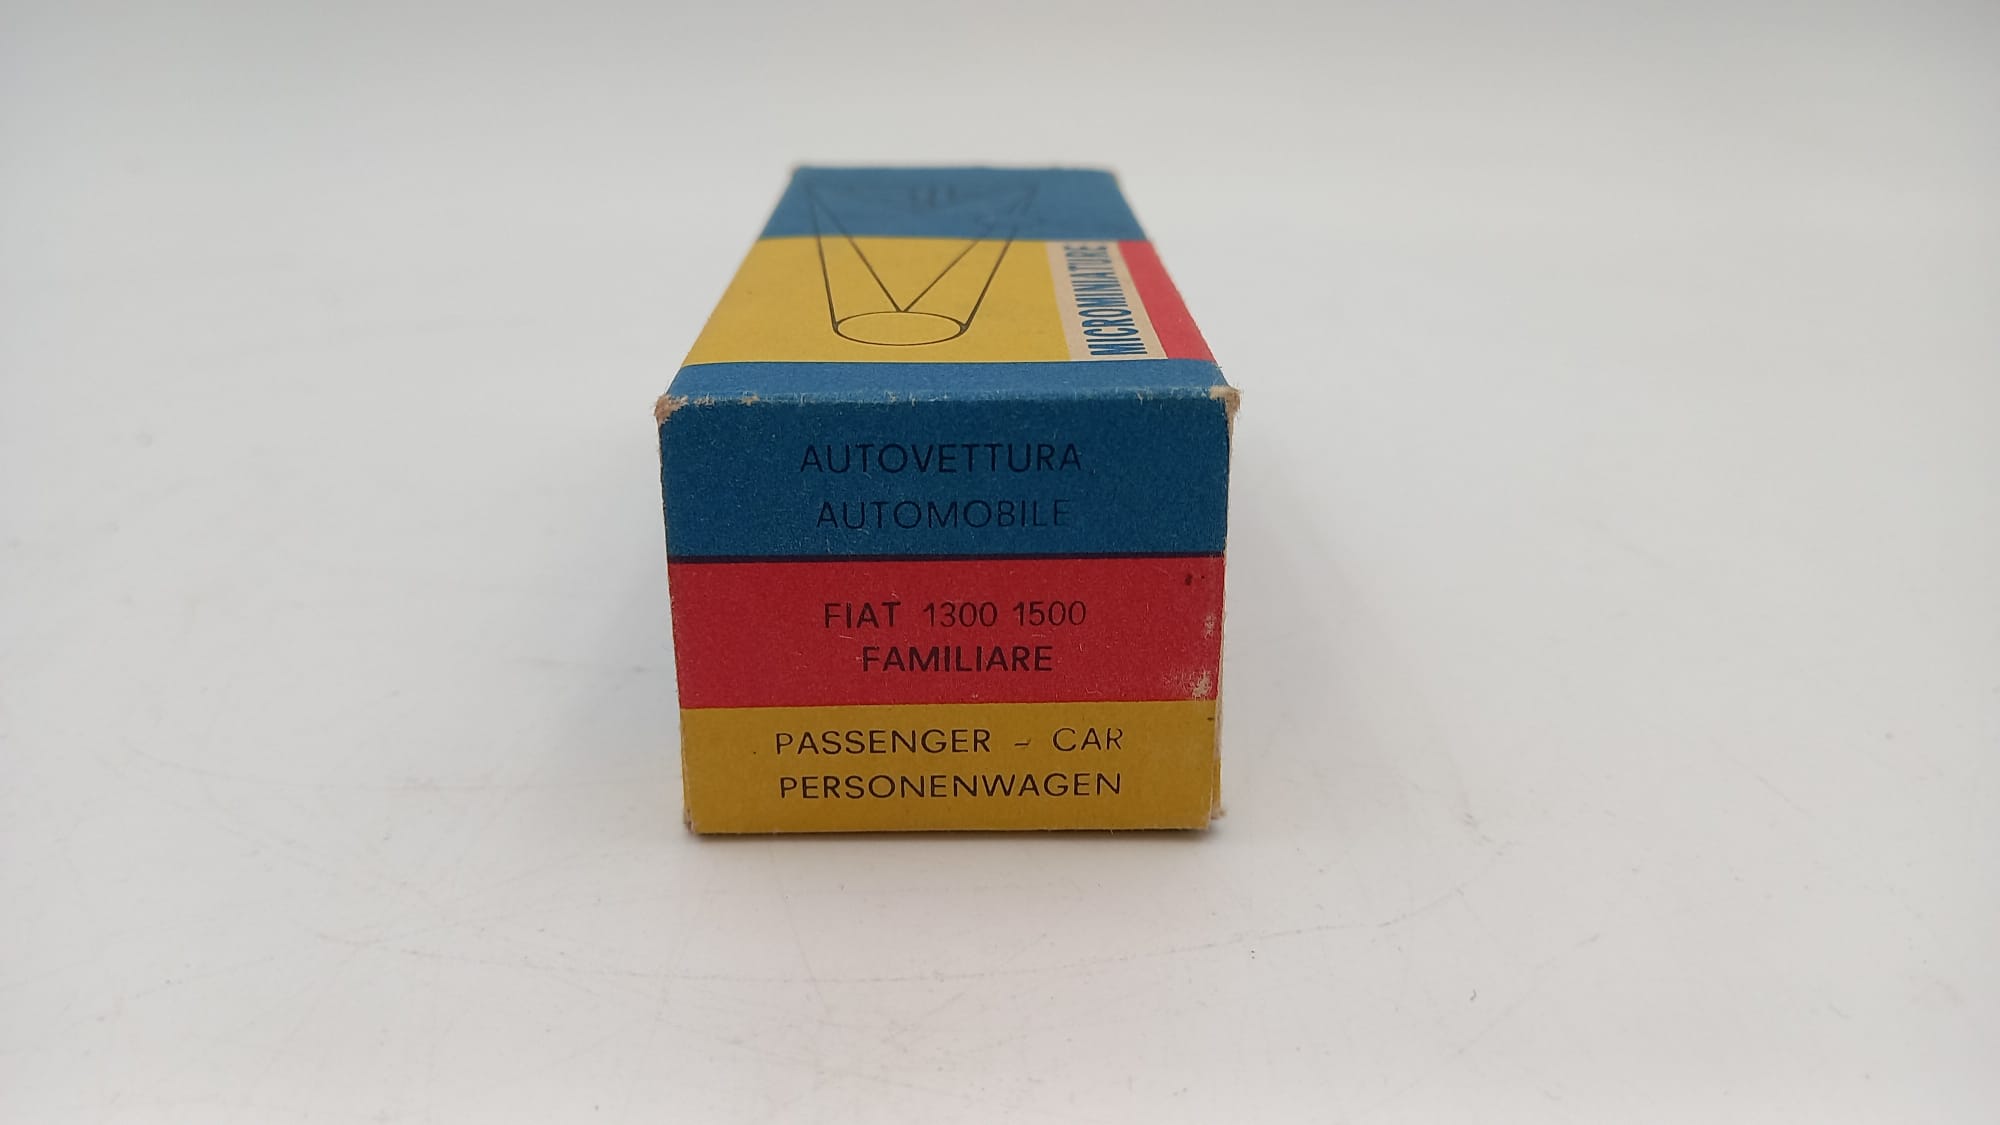 MICROMINIATURE
AUTOVETTURA
AUTOMOBILE
FIAT 1300 1500
FAMILIARE
PASSENGER - CAR
PERSONENWAGEN